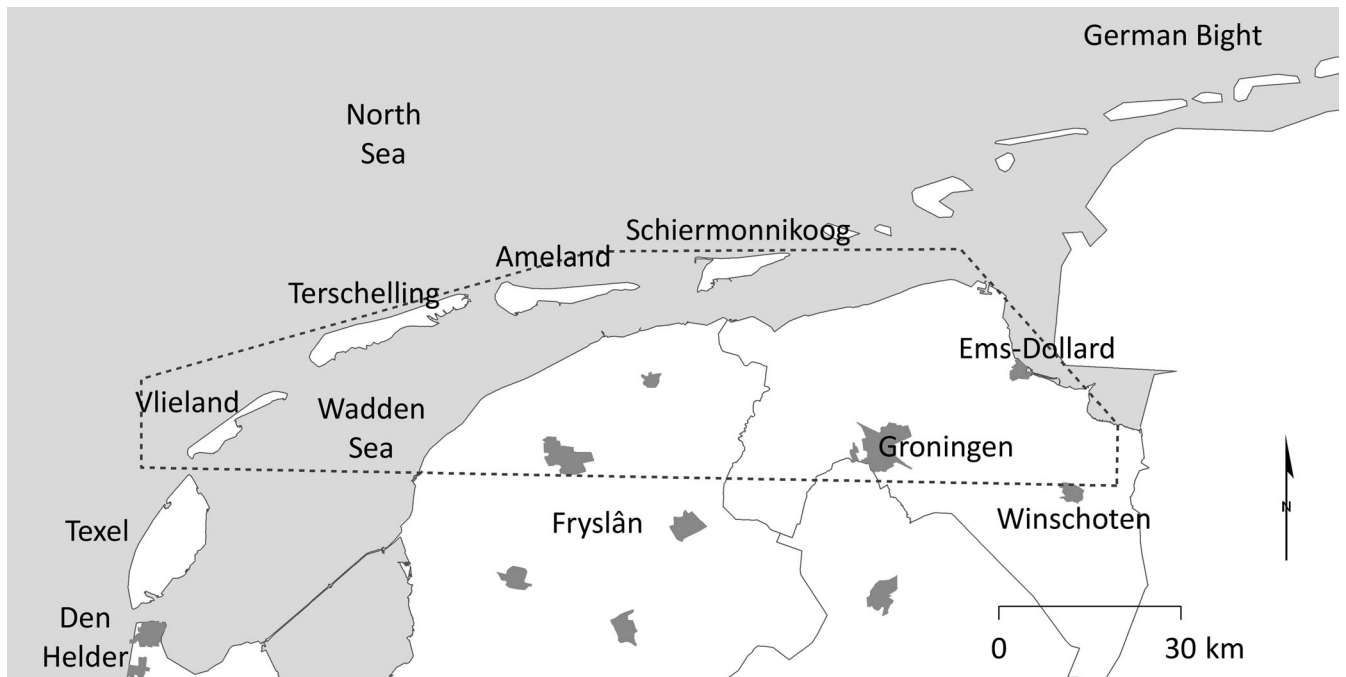 German Bight
North
Sea
Schiermonnikoog
Ameland
Terschelling
Ems-Dollard
Vlieland
Wadden
Sea
Groningen
Texel
Fryslân
Winschoten
N
Den
Helder
0 30 km